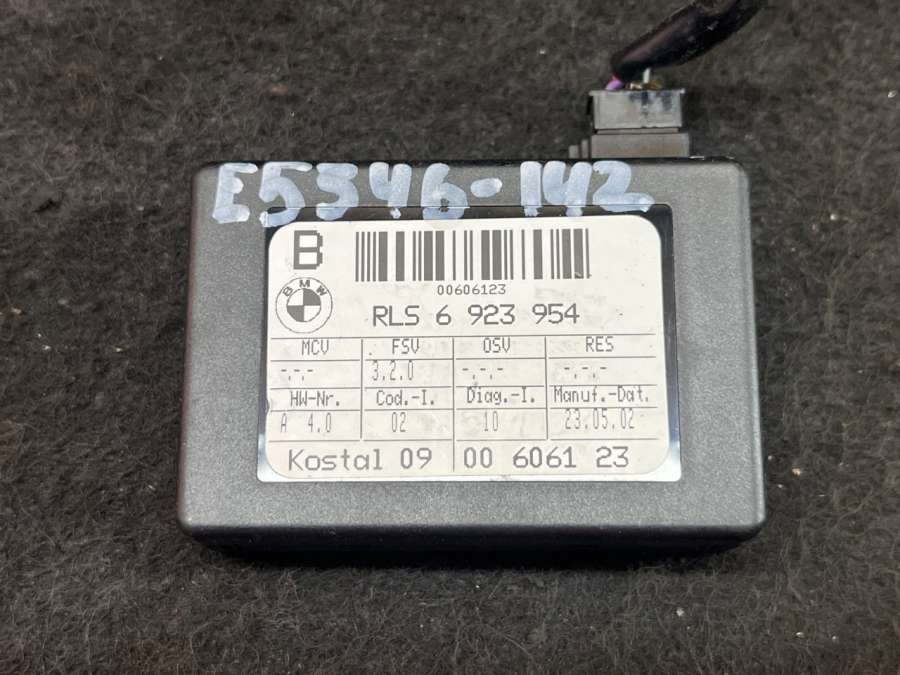 E5346-142
B
00606123
BMW
RLS 6 923 954
MCV . FSV OSV RES
-.-- 3.2.0 -.-.- -.-.-
HW-Nr. Cod.-I. Diag.-I. Manuf.-Dat.
A 4.0 02 10 23.05.02
Kostal 09 00 6061 23